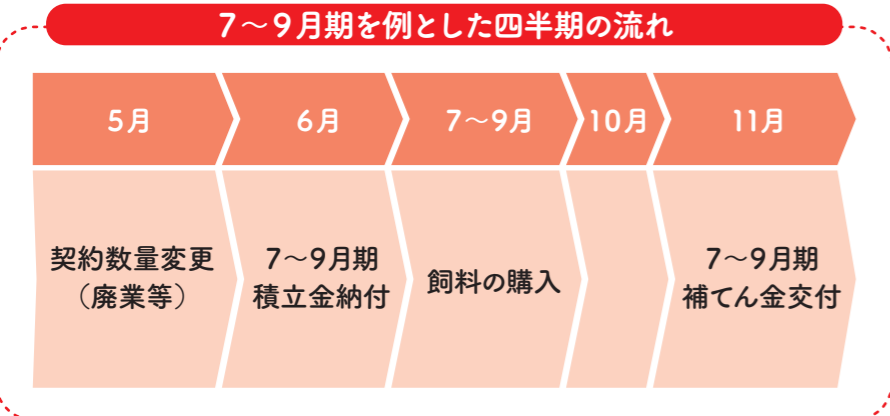 7〜9月期を例とした四半期の流れ
5月
6月
7〜9月
10月
11月
契約数量変更
（廃業等）
7〜9月期
積立金納付
飼料の購入
7〜9月期
補てん金交付